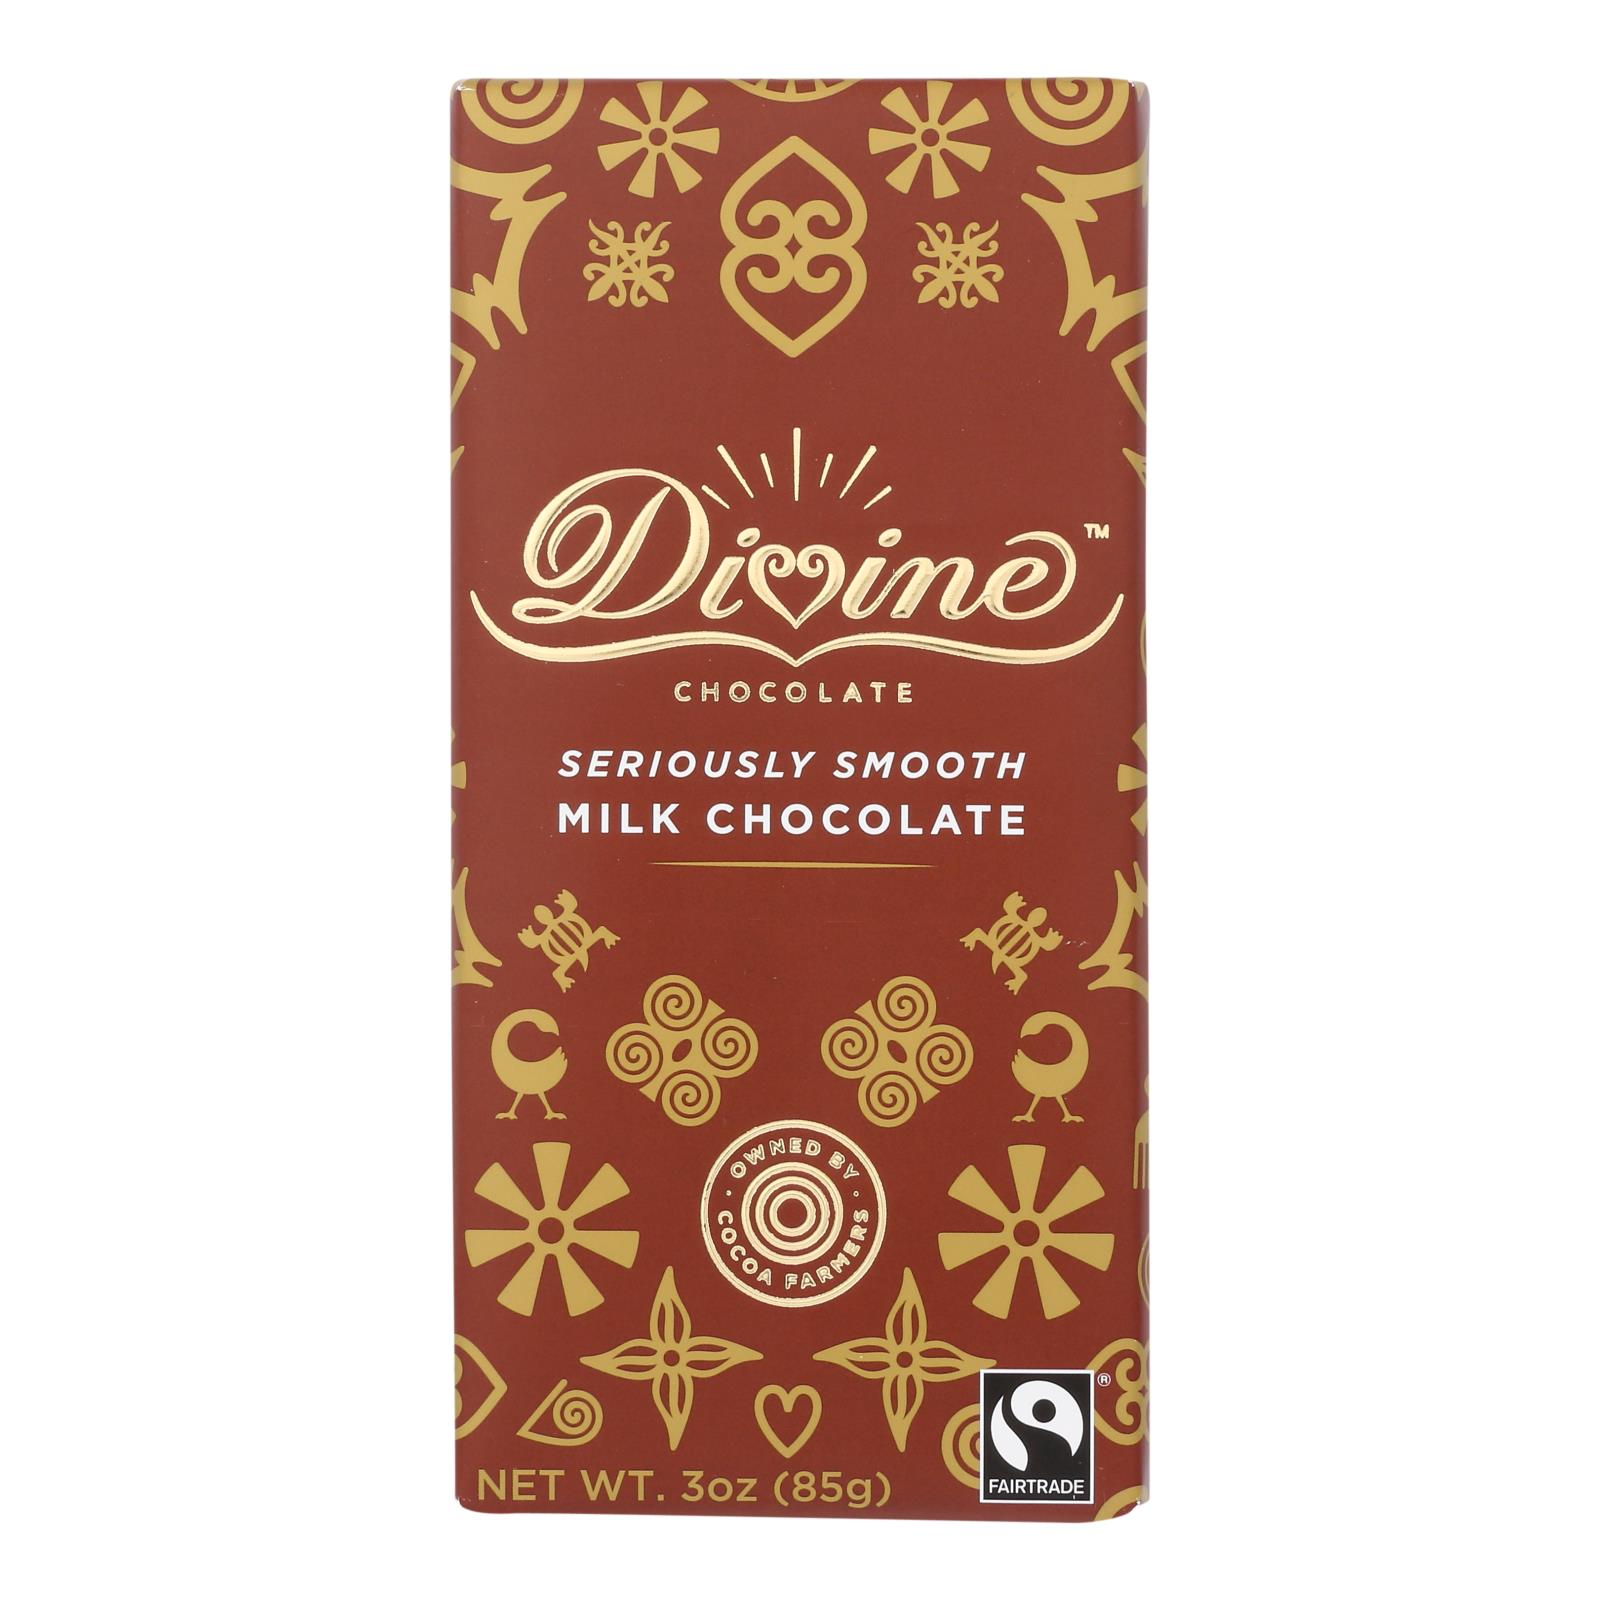 Divine™
CHOCOLATE
SERIOUSLY SMOOTH
MILK CHOCOLATE
OWNED BY
· COCOA FARMERS ·
®
FAIRTRADE
NET WT. 3oz (85g)